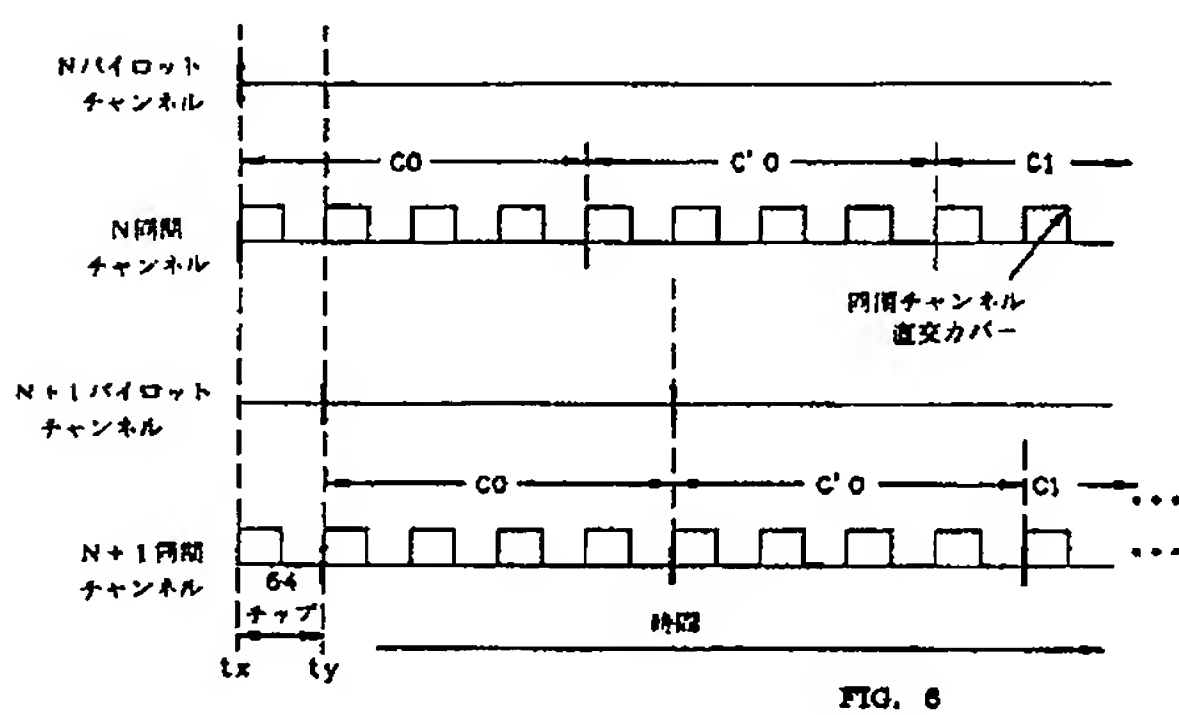 Nパイロット
チャンネル
C0
C'0
C1
N同期
チャンネル
同期チャンネル
直交カバー
N+1パイロット
チャンネル
C0
C'0
C1
N+1同期
チャンネル
64
チップ
時間
tx
ty
FIG. 6